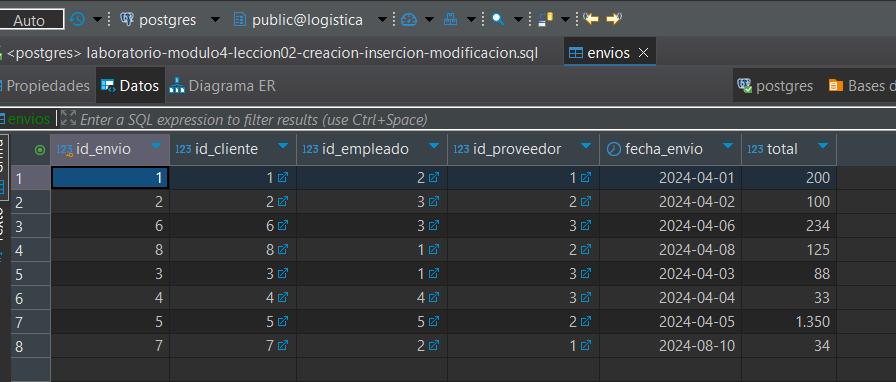 Auto postgres public@logistica
<postgres> laboratorio-modulo4-leccion02-creacion-insercion-modificacion.sql envios
Propiedades Datos Diagrama ER postgres Bases d
envios Enter a SQL expression to filter results (use Ctrl+Space)
123 id_envio 123 id_cliente 123 id_empleado 123 id_proveedor fecha_envio 123 total
1 1 1 2 1 2024-04-01 200
2 2 2 3 2 2024-04-02 100
3 6 6 3 3 2024-04-06 234
4 8 8 1 2 2024-04-08 125
5 3 3 1 3 2024-04-03 88
6 4 4 4 3 2024-04-04 33
7 5 5 5 2 2024-04-05 1.350
8 7 7 2 1 2024-08-10 34